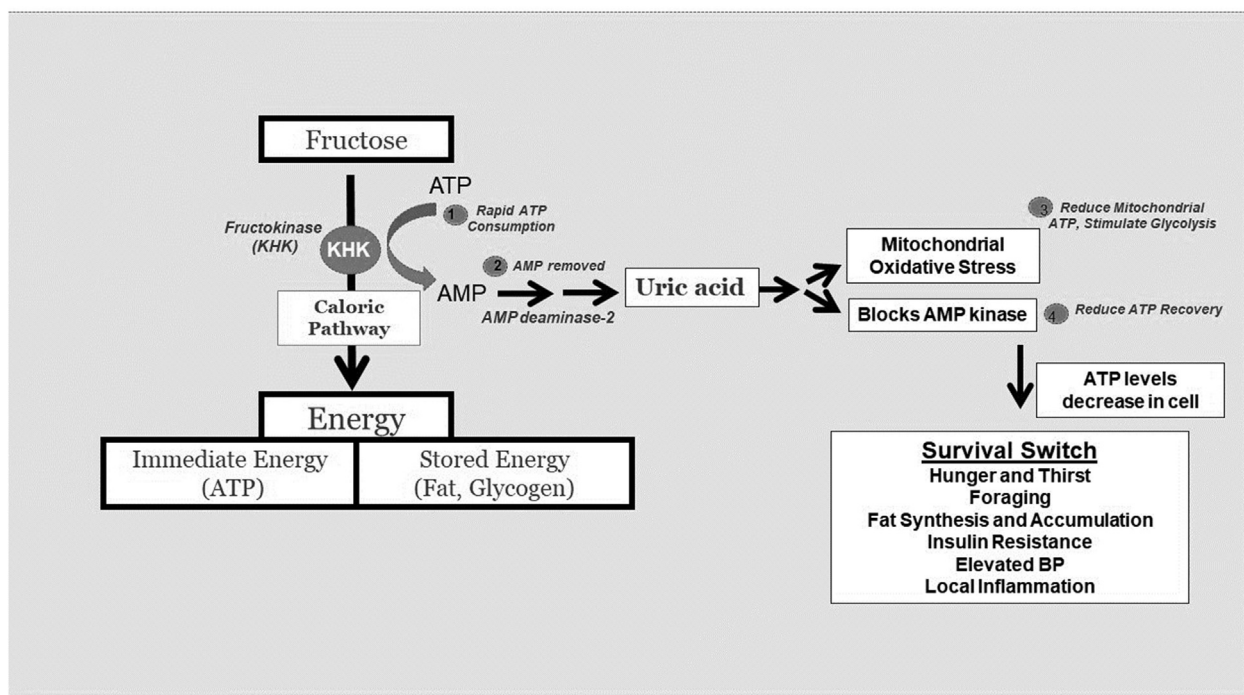 Fructose
ATP
1
Rapid ATP
Consumption
Fructokinase
(KHK)
KHK
2
AMP removed
AMP
AMP deaminase-2
Caloric
Pathway
Energy
Immediate Energy
(ATP)
Stored Energy
(Fat, Glycogen)
Uric acid
3
Reduce Mitochondrial
ATP, Stimulate Glycolysis
Mitochondrial
Oxidative Stress
Blocks AMP kinase
4
Reduce ATP Recovery
ATP levels
decrease in cell
Survival Switch
Hunger and Thirst
Foraging
Fat Synthesis and Accumulation
Insulin Resistance
Elevated BP
Local Inflammation